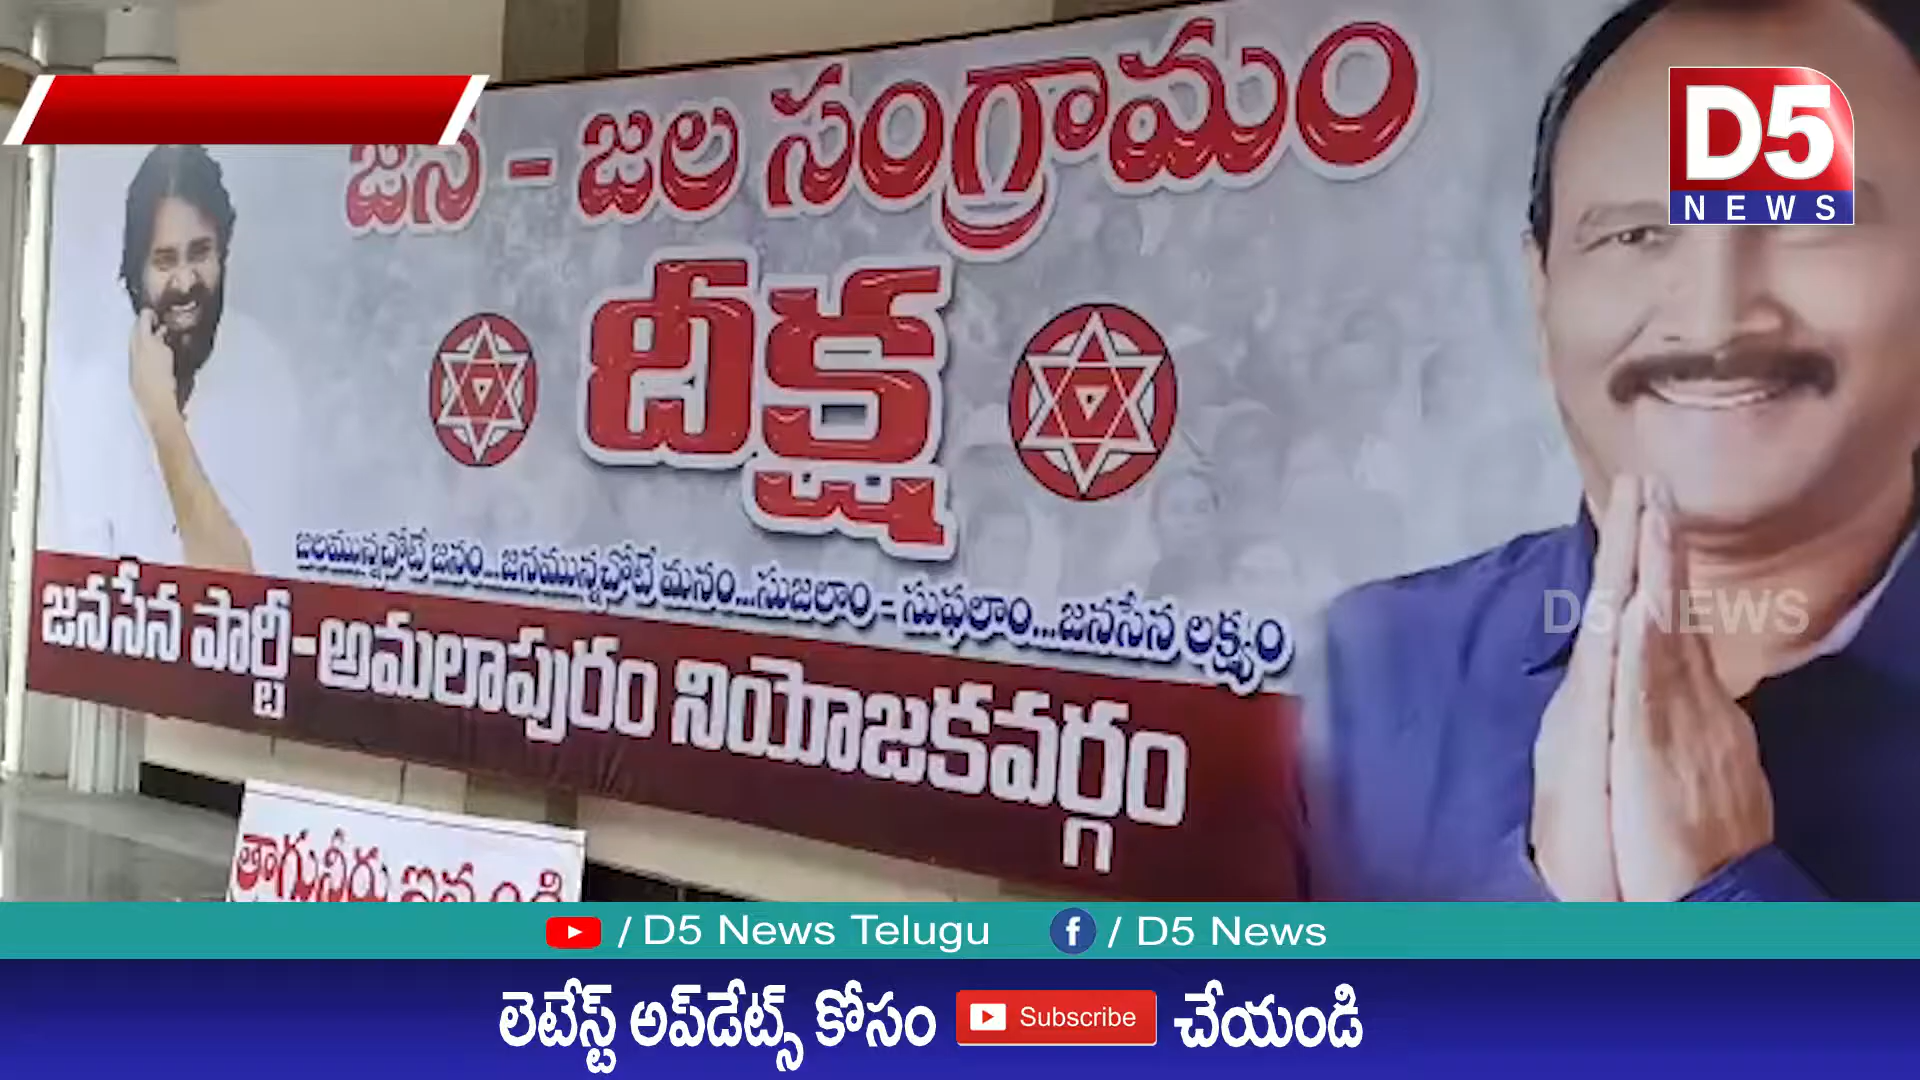 D5
NEWS
జన - జల సంగ్రామం
దీక్ష
జలమున్నచోటే జనం...జనమున్నచోటే మనం...సుజలాం - సుఫలాం...జనసేన లక్ష్యం
D5 NEWS
జనసేన పార్టీ-అమలాపురం నియోజకవర్గం
తాగునీరు ఇవ్వండి
/ D5 News Telugu / D5 News
లెటేస్ట్ అప్‌డేట్స్ కోసం Subscribe చేయండి